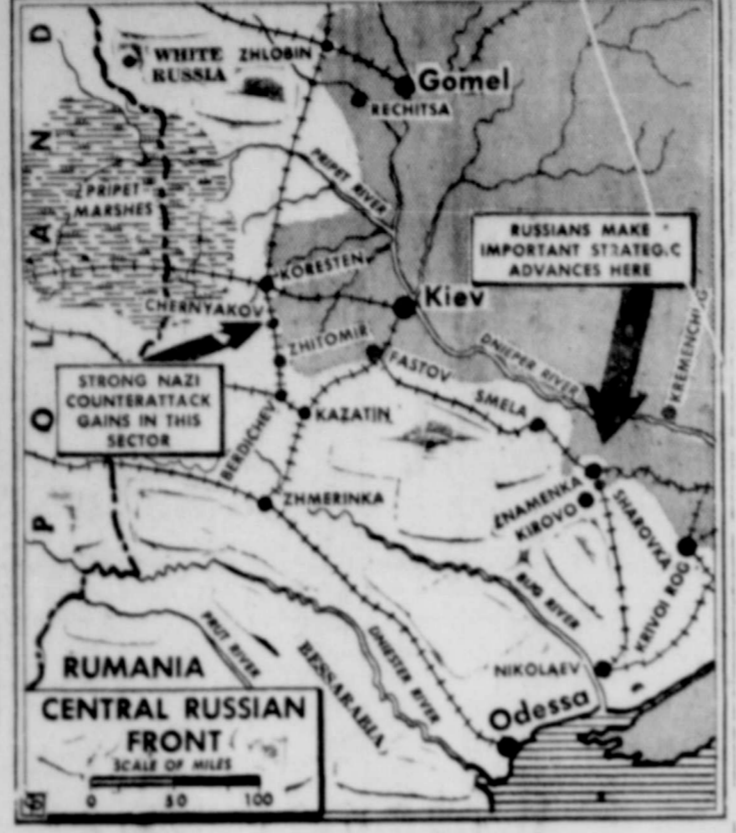 WHITE
RUSSIA
ZHLOBIN
Gomel
RECHITSA
POLAND
PRIPET
MARSHES
PRIPET RIVER
RUSSIANS MAKE
IMPORTANT STRATEG.C
ADVANCES HERE
KORESTEN
CHERNYAKOV
Kiev
ZHITOMIR
FASTOV
DNIEPER RIVER
KREMENCHUG
STRONG NAZI
COUNTERATTACK
GAINS IN THIS
SECTOR
BERDICHEV
KAZATIN
SMELA
ZHMERINKA
ZNAMENKA
KIROVO
SHAROVKA
KRIVOI ROG
BUG RIVER
PRUT RIVER
BESSARABIA
DNIESTER RIVER
NIKOLAEV
Odessa
RUMANIA
CENTRAL RUSSIAN
FRONT
SCALE OF MILES
0 50 100